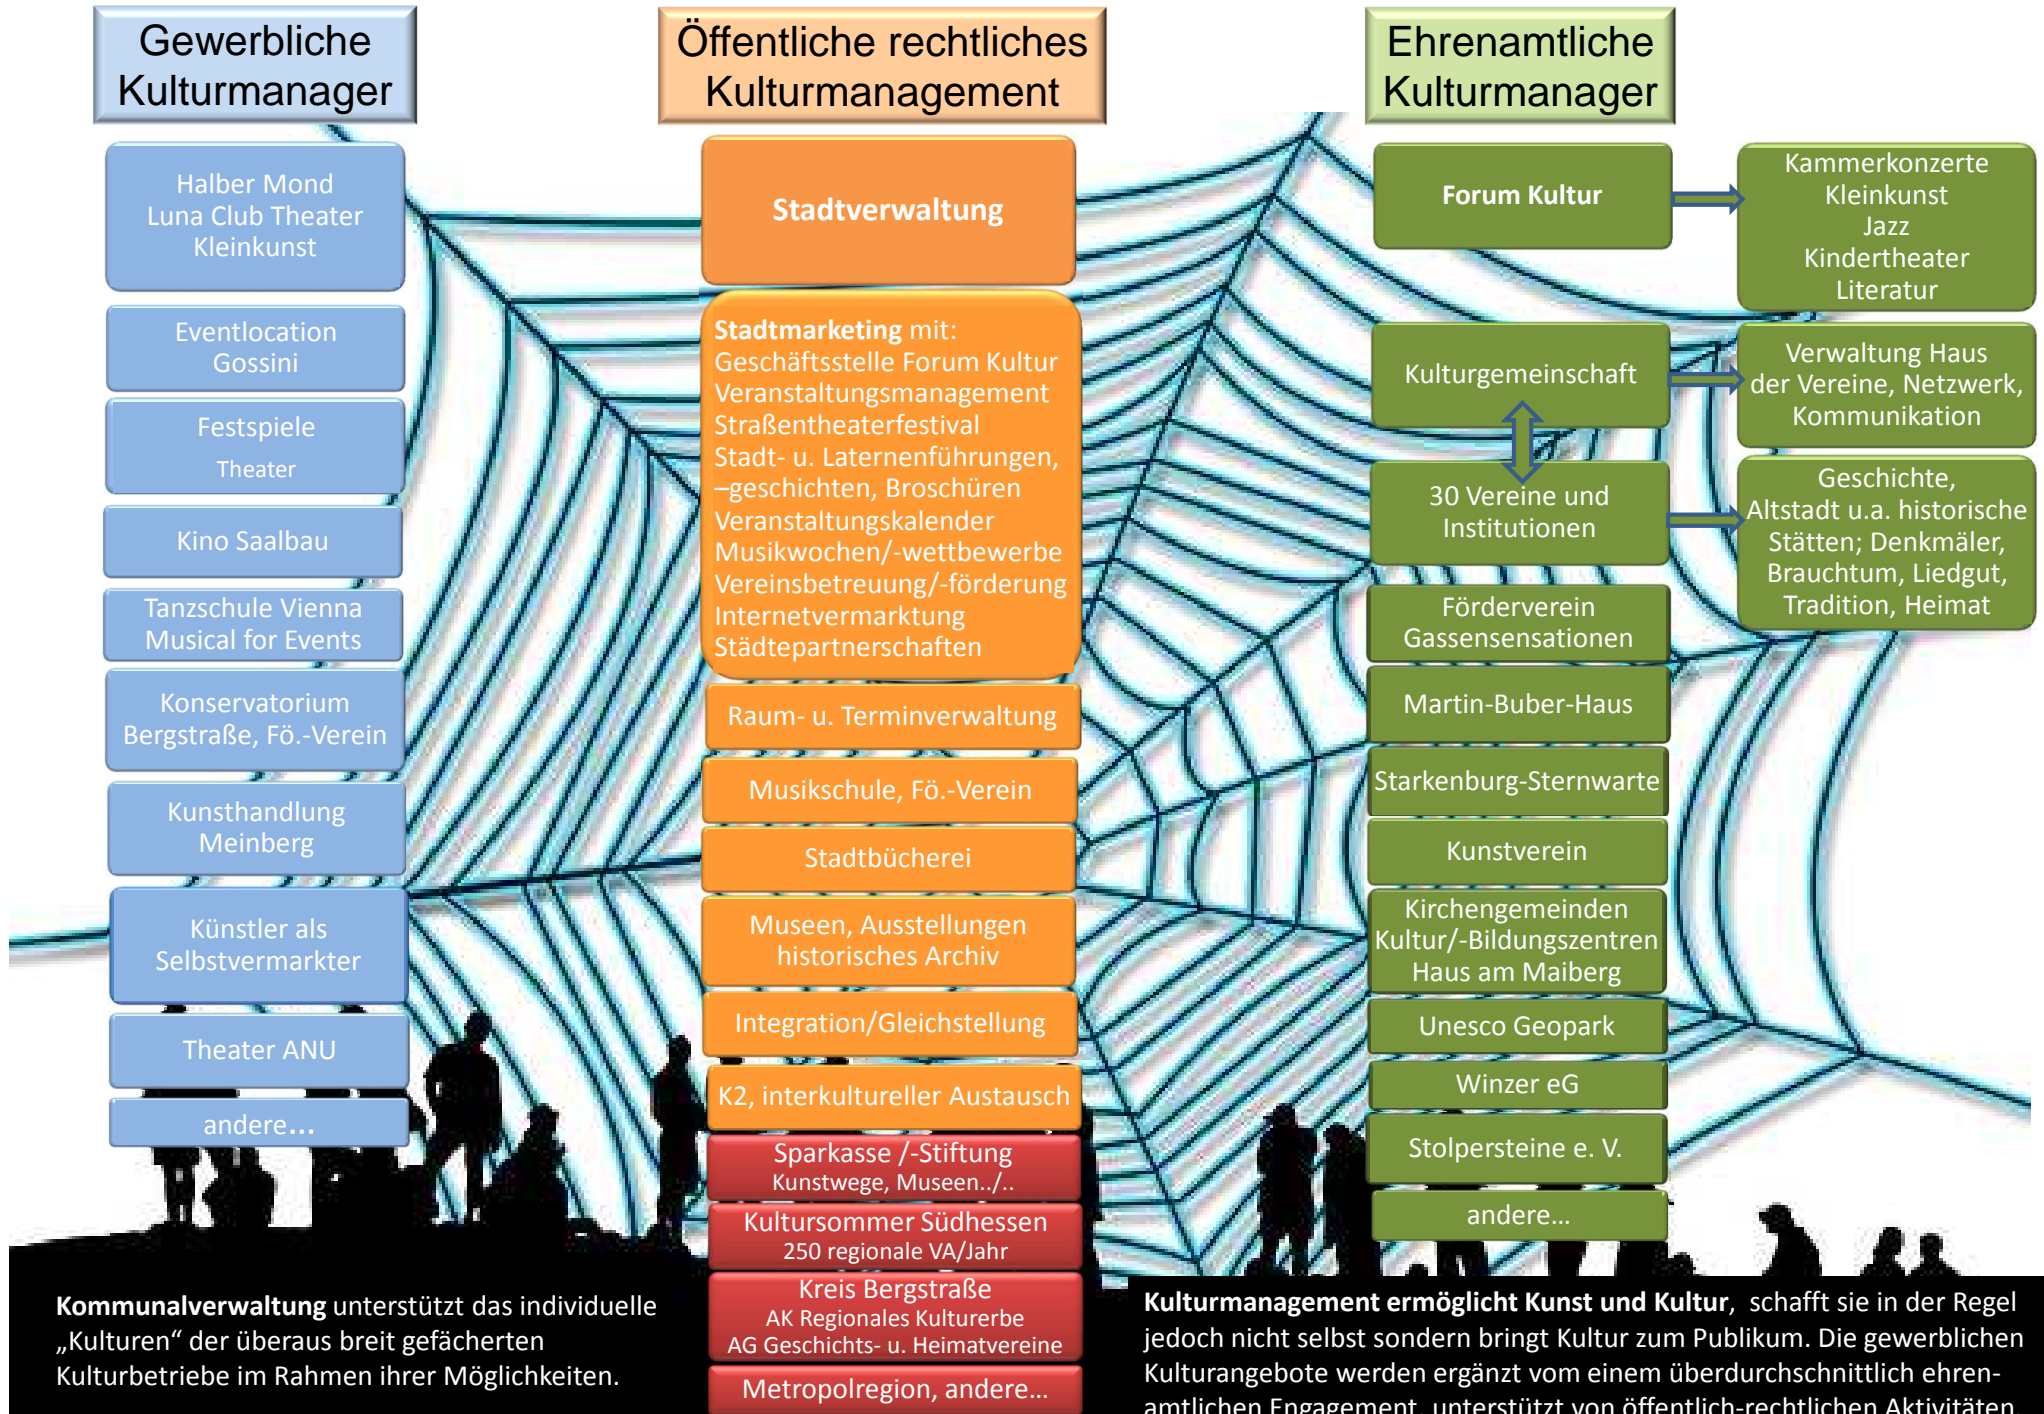 Gewerbliche
Kulturmanager
Halber Mond
Luna Club Theater
Kleinkunst
Eventlocation
Gossini
Festspiele
Theater
Kino Saalbau
Tanzschule Vienna
Musical for Events
Konservatorium
Bergstraße, Fö.-Verein
Kunsthandlung
Meinberg
Künstler als
Selbstvermarkter
Theater ANU
andere...
Öffentliche rechtliches
Kulturmanagement
Stadtverwaltung
Stadtmarketing mit:
Geschäftsstelle Forum Kultur
Veranstaltungsmanagement
Straßentheaterfestival
Stadt- u. Laternenführungen,
–geschichten, Broschüren
Veranstaltungskalender
Musikwochen/-wettbewerbe
Vereinsbetreuung/-förderung
Internetvermarktung
Städtepartnerschaften
Raum- u. Terminverwaltung
Musikschule, Fö.-Verein
Stadtbücherei
Museen, Ausstellungen
historisches Archiv
Integration/Gleichstellung
K2, interkultureller Austausch
Sparkasse /-Stiftung
Kunstwege, Museen../..
Kultursommer Südhessen
250 regionale VA/Jahr
Kreis Bergstraße
AK Regionales Kulturerbe
AG Geschichts- u. Heimatvereine
Metropolregion, andere...
Ehrenamtliche
Kulturmanager
Forum Kultur
Kammerkonzerte
Kleinkunst
Jazz
Kindertheater
Literatur
Kulturgemeinschaft
Verwaltung Haus
der Vereine, Netzwerk,
Kommunikation
30 Vereine und
Institutionen
Geschichte,
Altstadt u.a. historische
Stätten; Denkmäler,
Brauchtum, Liedgut,
Tradition, Heimat
Förderverein
Gassensensationen
Martin-Buber-Haus
Starkenburg-Sternwarte
Kunstverein
Kirchengemeinden
Kultur/-Bildungszentren
Haus am Maiberg
Unesco Geopark
Winzer eG
Stolpersteine e. V.
andere...
Kommunalverwaltung unterstützt das individuelle
„Kulturen“ der überaus breit gefächerten
Kulturbetriebe im Rahmen ihrer Möglichkeiten.
Kulturmanagement ermöglicht Kunst und Kultur, schafft sie in der Regel
jedoch nicht selbst sondern bringt Kultur zum Publikum. Die gewerblichen
Kulturangebote werden ergänzt vom einem überdurchschnittlich ehren-
amtlichen Engagement, unterstützt von öffentlich-rechtlichen Aktivitäten